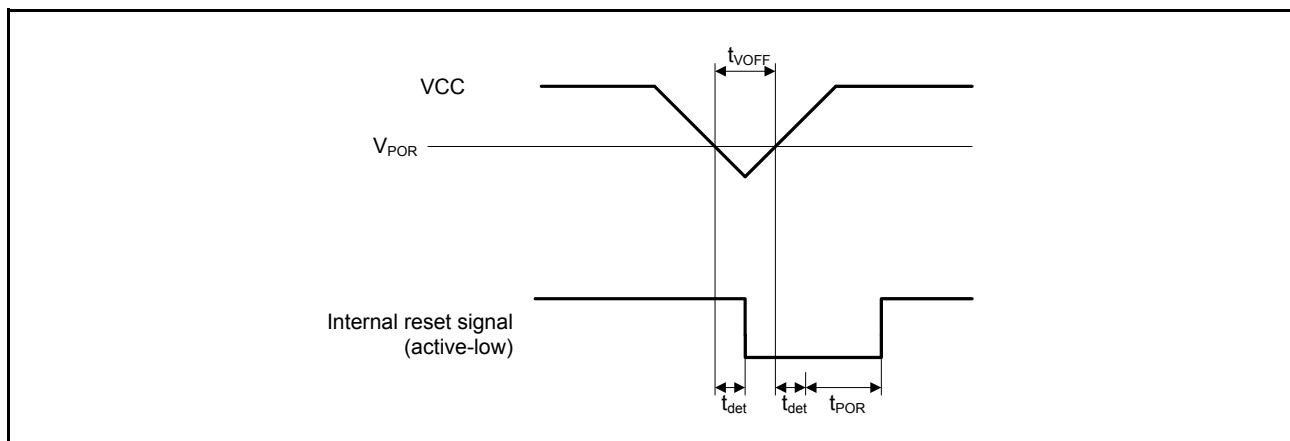 tVOFF
VCC
VPOR
Internal reset signal
(active-low)
tdet
tdet
tPOR